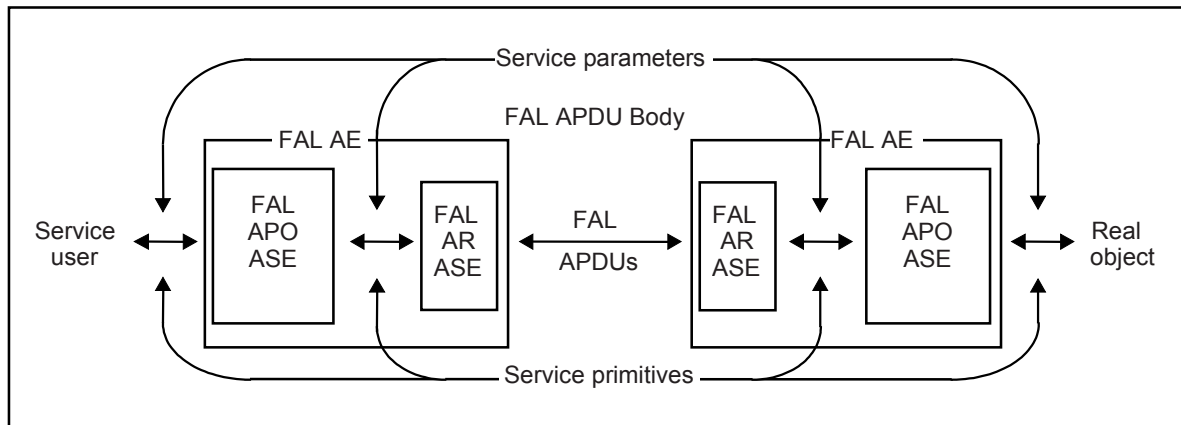 Service parameters
FAL APDU Body
FAL AE
FAL AE
Service
user
FAL
APO
ASE
FAL
AR
ASE
FAL
APDUs
FAL
AR
ASE
FAL
APO
ASE
Real
object
Service primitives